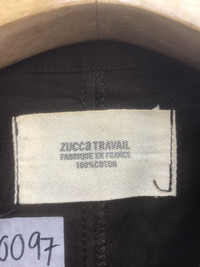 ZUCCa TRAVAIL
FABRIQUE EN FRANCE
100%COTON
0097